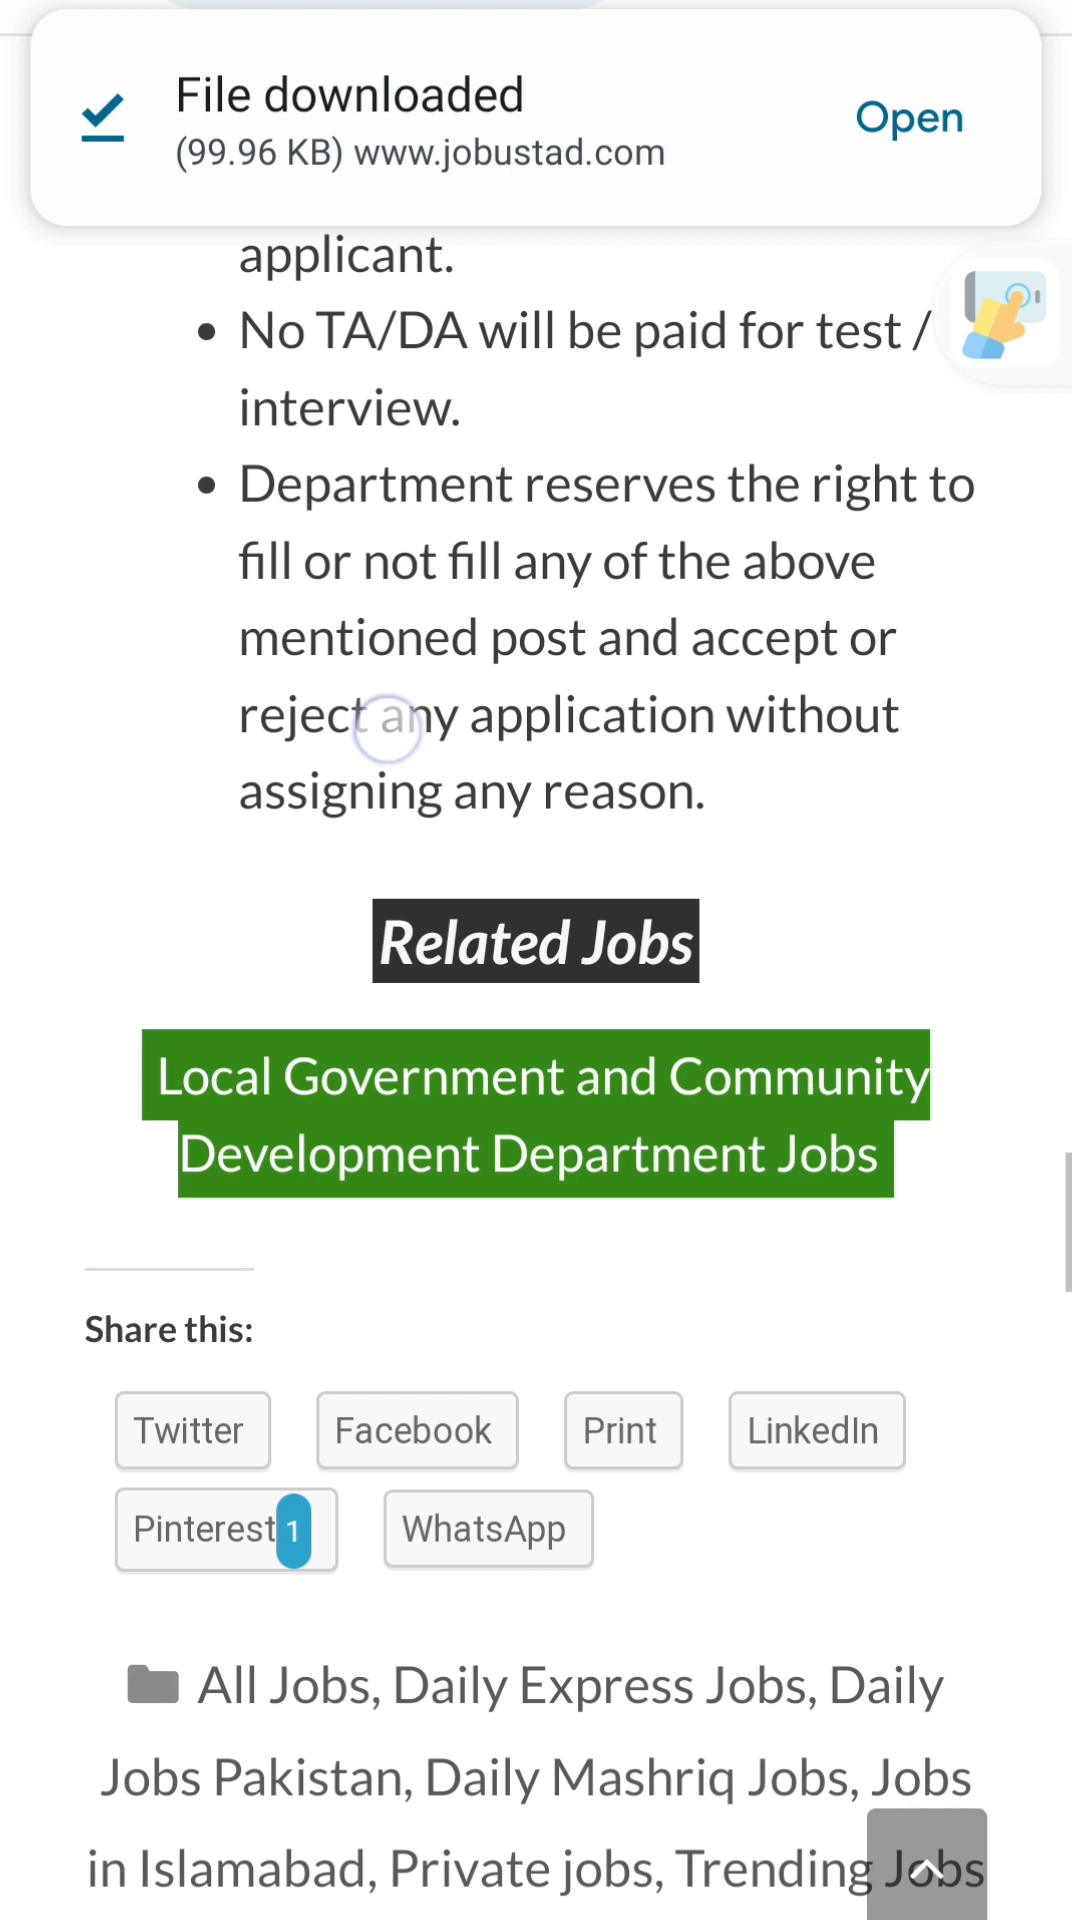 File downloaded
(99.96 KB) www.jobustad.com
Open
applicant.
• No TA/DA will be paid for test /
interview.
• Department reserves the right to
fill or not fill any of the above
mentioned post and accept or
reject any application without
assigning any reason.
Related Jobs
Local Government and Community
Development Department Jobs
Share this:
Twitter Facebook Print LinkedIn
Pinterest 1 WhatsApp
All Jobs, Daily Express Jobs, Daily
Jobs Pakistan, Daily Mashriq Jobs, Jobs
in Islamabad, Private jobs, Trending Jobs